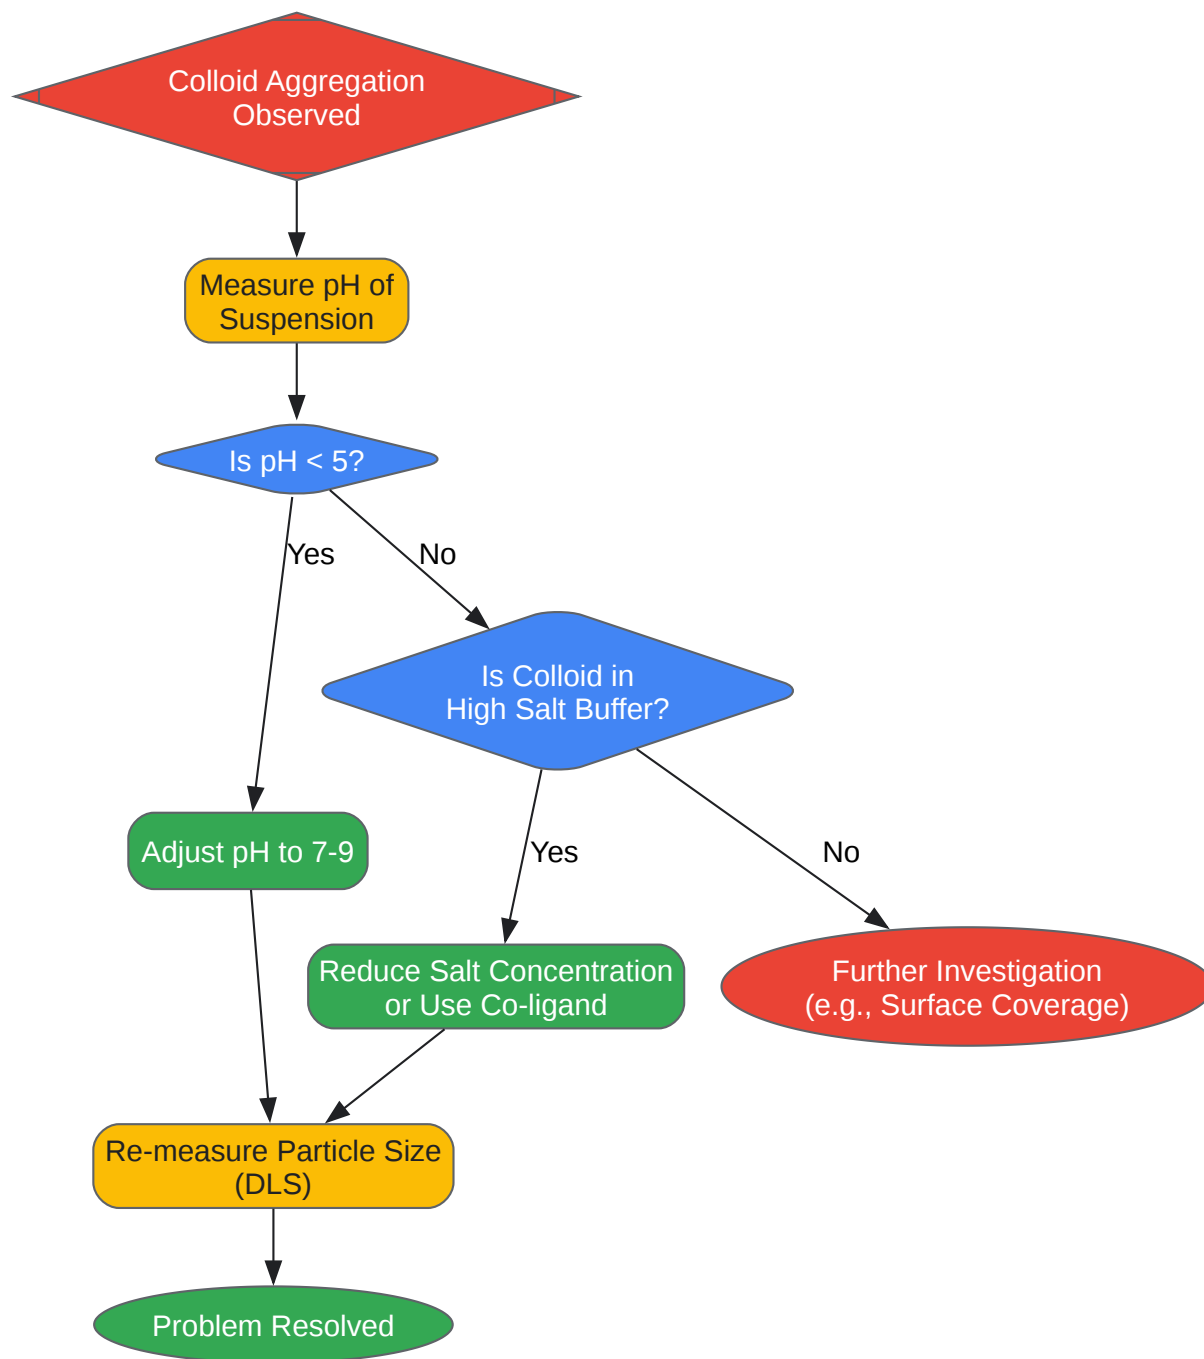 Colloid Aggregation
Observed
Measure pH of
Suspension
Is pH < 5?
Yes
No
Is Colloid in
High Salt Buffer?
Adjust pH to 7-9
Yes
No
Reduce Salt Concentration
or Use Co-ligand
Further Investigation
(e.g., Surface Coverage)
Re-measure Particle Size
(DLS)
Problem Resolved